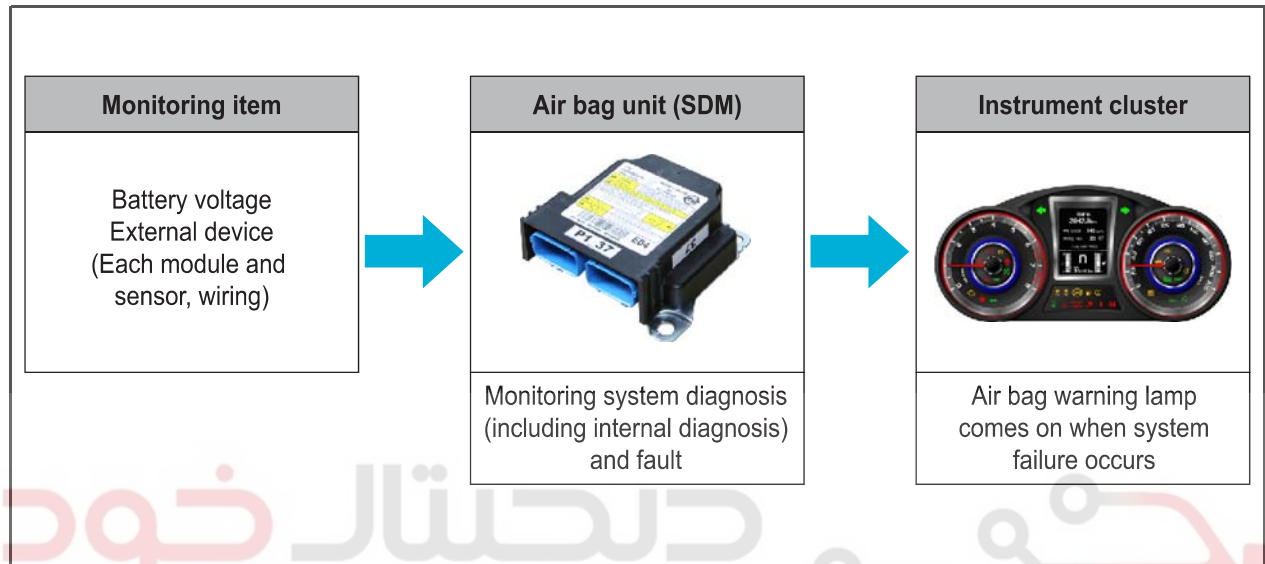 Monitoring item
Battery voltage
External device
(Each module and
sensor, wiring)
Air bag unit (SDM)
P1 37
E04
Monitoring system diagnosis
(including internal diagnosis)
and fault
Instrument cluster
Air bag warning lamp
comes on when system
failure occurs
دیجیتال خودرو